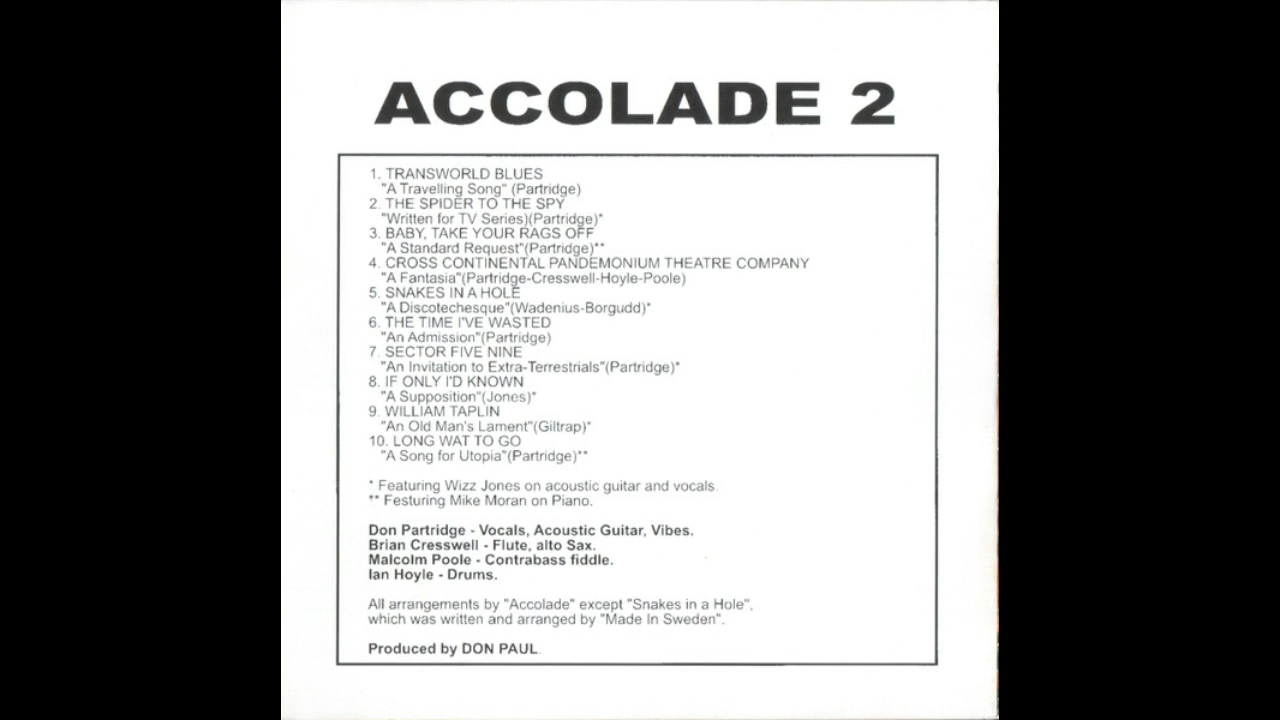 ACCOLADE 2
1. TRANSWORLD BLUES
"A Travelling Song" (Partridge)
2. THE SPIDER TO THE SPY
"Written for TV Series)(Partridge)*
3. BABY, TAKE YOUR RAGS OFF
"A Standard Request"(Partridge)**
4. CROSS CONTINENTAL PANDEMONIUM THEATRE COMPANY
"A Fantasia"(Partridge-Cresswell-Hoyle-Poole)
5. SNAKES IN A HOLE
"A Discotechesque"(Wadenius-Borgudd)*
6. THE TIME I'VE WASTED
"An Admission"(Partridge)
7. SECTOR FIVE NINE
"An Invitation to Extra-Terrestrials"(Partridge)*
8. IF ONLY I'D KNOWN
"A Supposition"(Jones)*
9. WILLIAM TAPLIN
"An Old Man's Lament"(Giltrap)*
10. LONG WAT TO GO
"A Song for Utopia"(Partridge)**
* Featuring Wizz Jones on acoustic guitar and vocals.
** Festuring Mike Moran on Piano.
Don Partridge - Vocals, Acoustic Guitar, Vibes.
Brian Cresswell - Flute, alto Sax.
Malcolm Poole - Contrabass fiddle.
Ian Hoyle - Drums.
All arrangements by "Accolade" except "Snakes in a Hole",
which was written and arranged by "Made In Sweden".
Produced by DON PAUL.